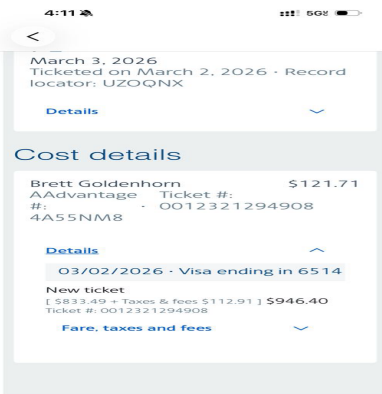 4:11
5G
<
March 3, 2026
Ticketed on March 2, 2026 · Record
locator: UZOQNX
Details
Cost details
Brett Goldenhorn $121.71
AAdvantage Ticket #:
#: · 0012321294908
4A55NM8
Details
03/02/2026 · Visa ending in 6514
New ticket
[ $833.49 + Taxes & fees $112.91 ] $946.40
Ticket #: 0012321294908
Fare, taxes and fees